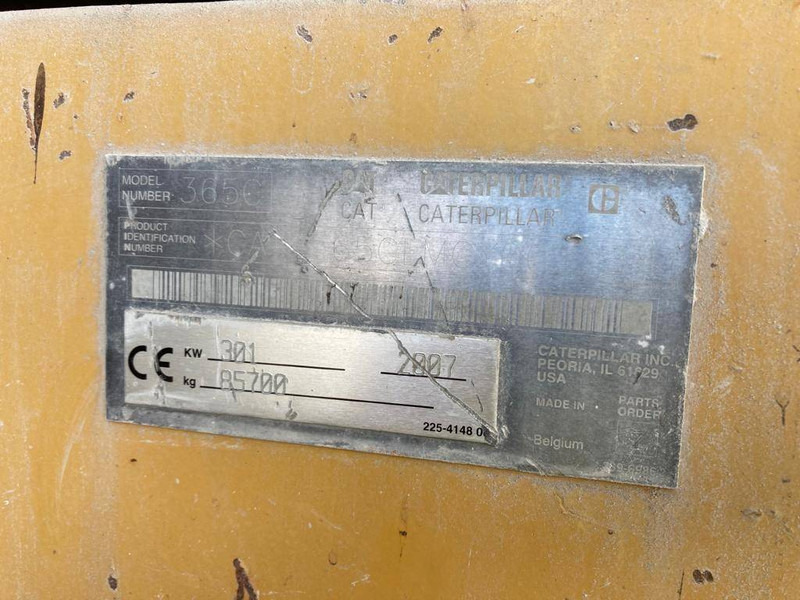 MODEL
NUMBER 365C
CAT CATERPILLAR
CAT CATERPILLAR
PRODUCT
IDENTIFICATION
NUMBER
CE KW 301 2007
kg 85700
225-4148
CATERPILLAR INC.
PEORIA, IL 61629
USA
MADE IN
Belgium
PARTS
ORDER